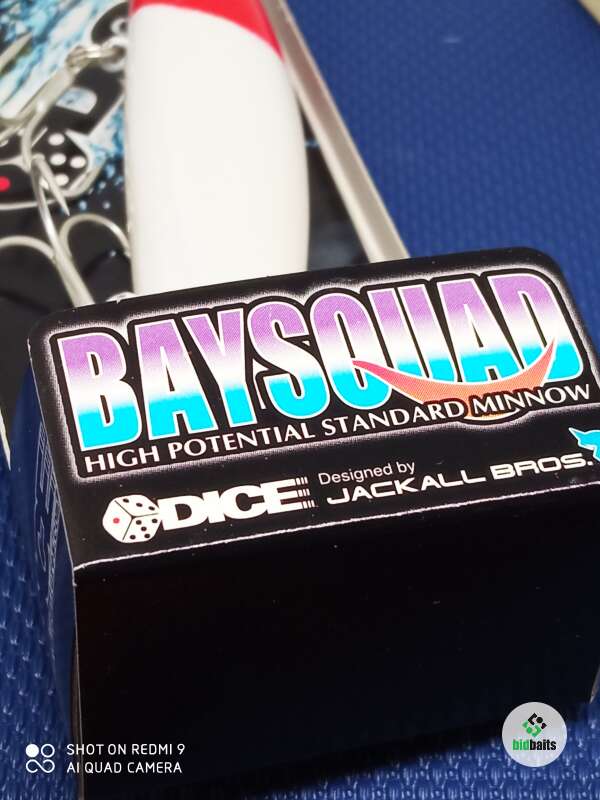 BAYSQUAD
HIGH POTENTIAL STANDARD MINNOW
DICE
Designed by
JACKALL BROS.
SHOT ON REDMI 9
AI QUAD CAMERA
bidbaits